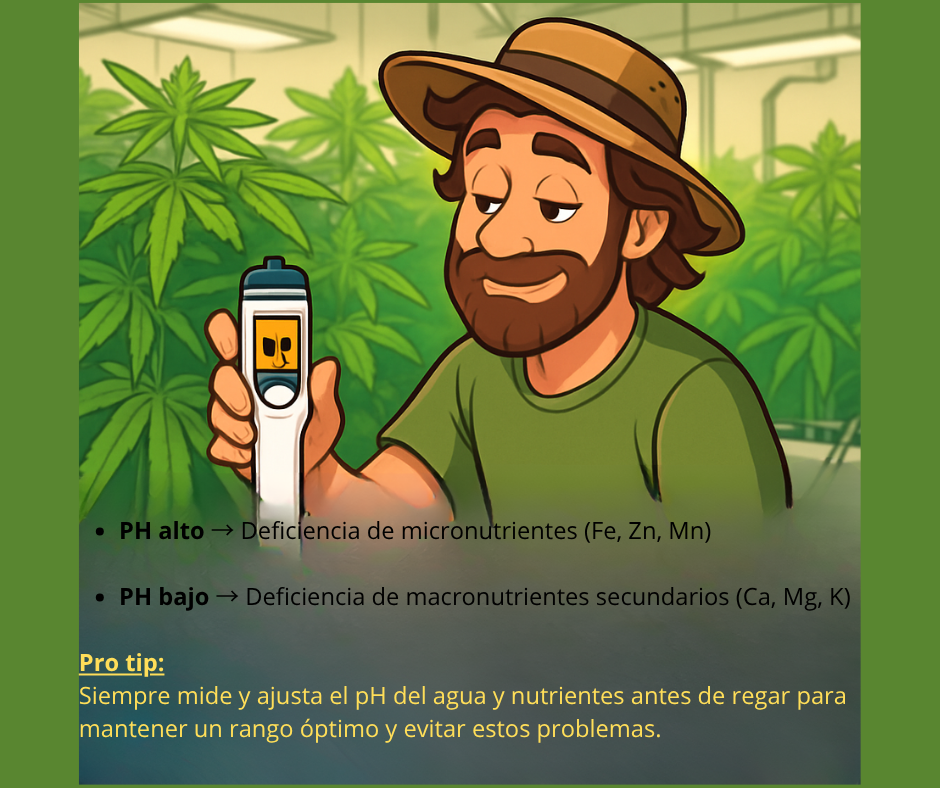 • PH alto → Deficiencia de micronutrientes (Fe, Zn, Mn)
• PH bajo → Deficiencia de macronutrientes secundarios (Ca, Mg, K)
Pro tip:
Siempre mide y ajusta el pH del agua y nutrientes antes de regar para
mantener un rango óptimo y evitar estos problemas.